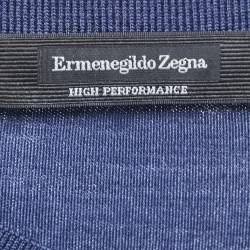 Ermenegildo Zegna
HIGH PERFORMANCE